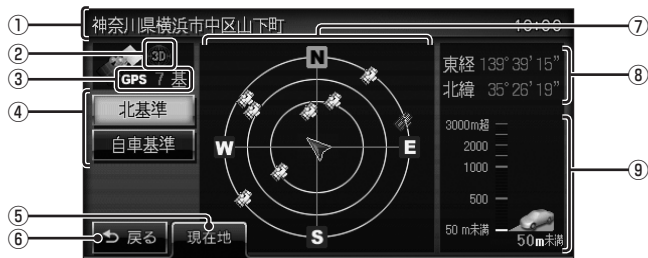 ① 神奈川県横浜市中区山下町 10:00 ⑦
② 3D
③ GPS 7 基
④ 北基準
自車基準
N
W E
S
東経 139°39'15"
北緯 35°26'19"
⑧
3000m超
2000
1000
500
50 m未満
50m未満
⑨
⑤ 現在地
⑥ 戻る